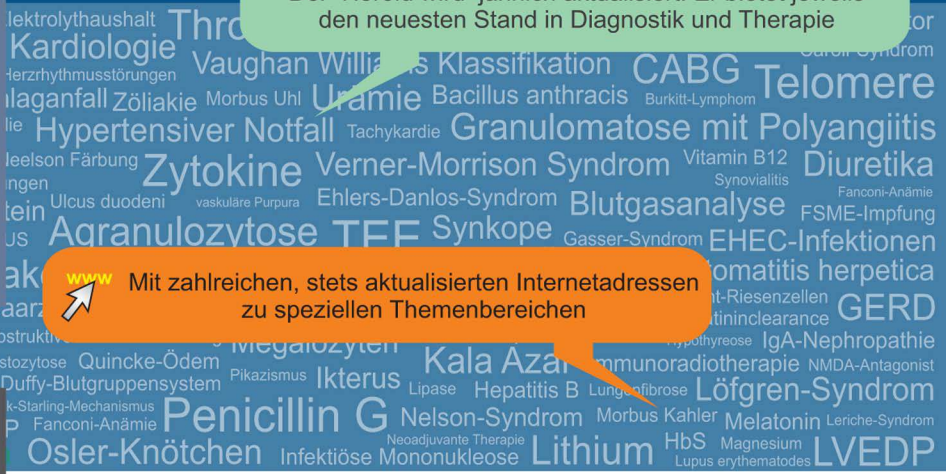 den neuesten Stand in Diagnostik und Therapie
Kardiologie
Herzrhythmusstörungen Vaughan Klassifikation CABG Telomere
Zöliakie Morbus Uhl Urämie Bacillus anthracis Burkitt-Lymphom
Hypertensiver Notfall Tachykardie Granulomatose mit Polyangiitis
Färbung Zytokine Verner-Morrison Syndrom Vitamin B12 Diuretika
Synovialitis Fanconi-Anämie
Ulcus duodeni vaskuläre Purpura Ehlers-Danlos-Syndrom Blutgasanalyse FSME-Impfung
Agranulozytose TEE Synkope Gasser-Syndrom EHEC-Infektionen
www Mit zahlreichen, stets aktualisierten Internetadressen
zu speziellen Themenbereichen
herpetica
GERD
Megalozyten IgA-Nephropathie
Quincke-Ödem Kala NMDA-Antagonist
Duffy-Blutgruppensystem Pikazismus Ikterus Lipase Hepatitis B Löfgren-Syndrom
Fanconi-Anämie Penicillin G Nelson-Syndrom Morbus Kahler Melatonin Leriche-Syndrom
Osler-Knötchen Infektiöse Mononukleose Neoadjuvante Therapie Lithium HbS Magnesium LVEDP
Lupus erythematodes